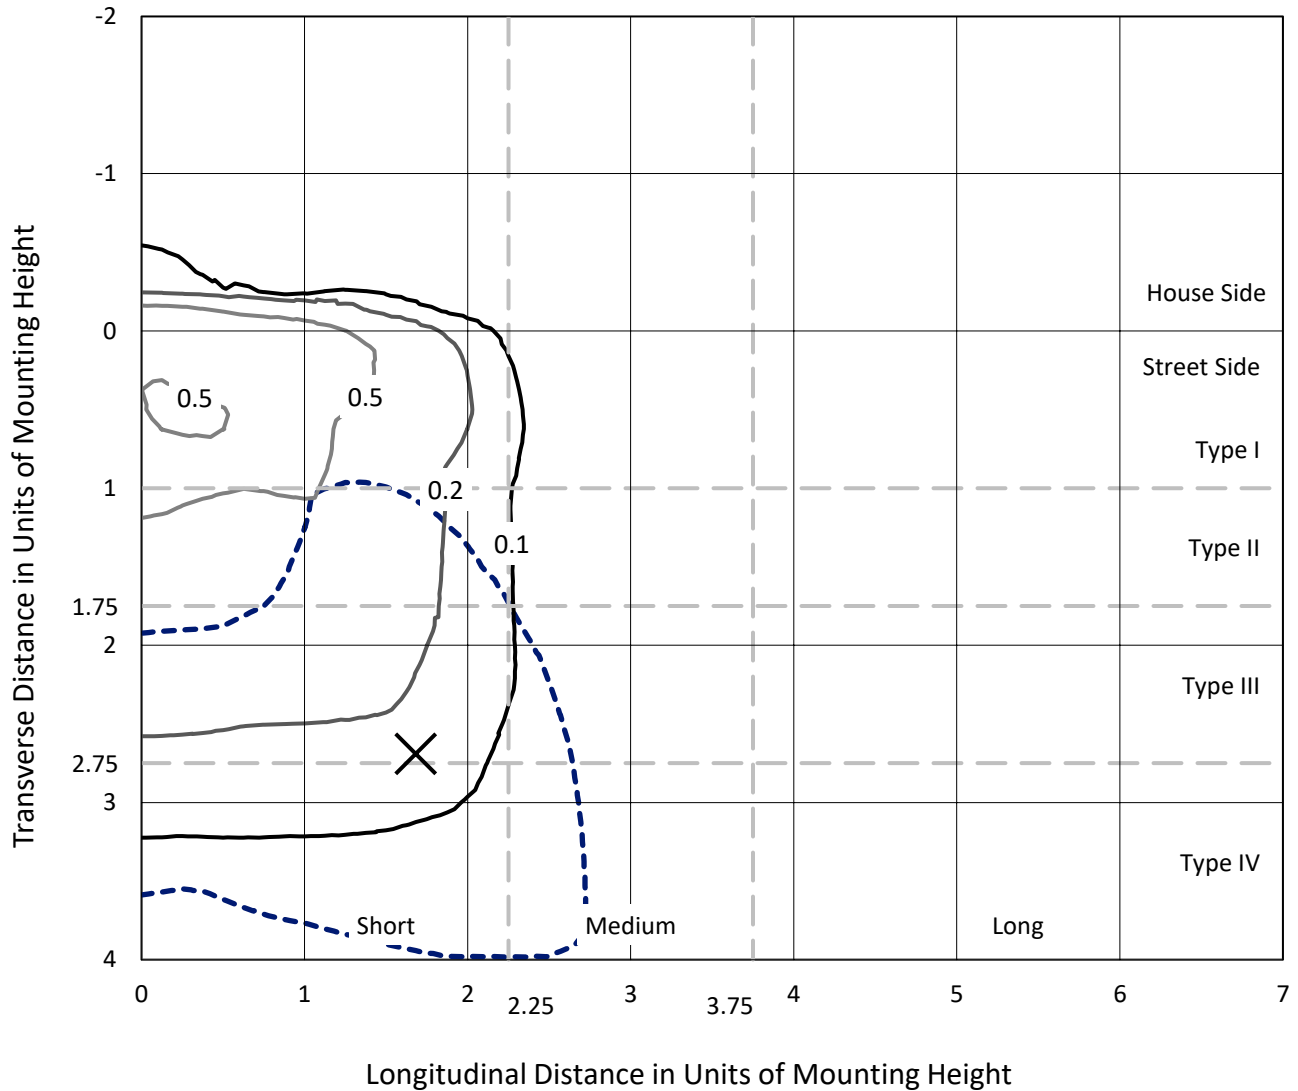 -2
-1
House Side
0
Street Side
0.5
0.5
Type I
1
0.2
0.1
Type II
1.75
2
Type III
2.75
3
Type IV
Short
Medium
Long
4
0
1
2
2.25
3
3.75
4
5
6
7
Transverse Distance in Units of Mounting Height
Longitudinal Distance in Units of Mounting Height